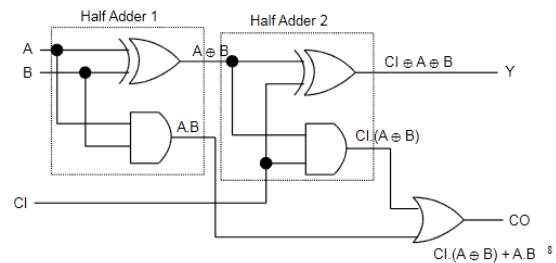 Half Adder 1
Half Adder 2
A
B
A ⊕ B
CI ⊕ A ⊕ B
Y
A.B
CI.(A ⊕ B)
CI
CO
CI.(A ⊕ B) + A.B
8